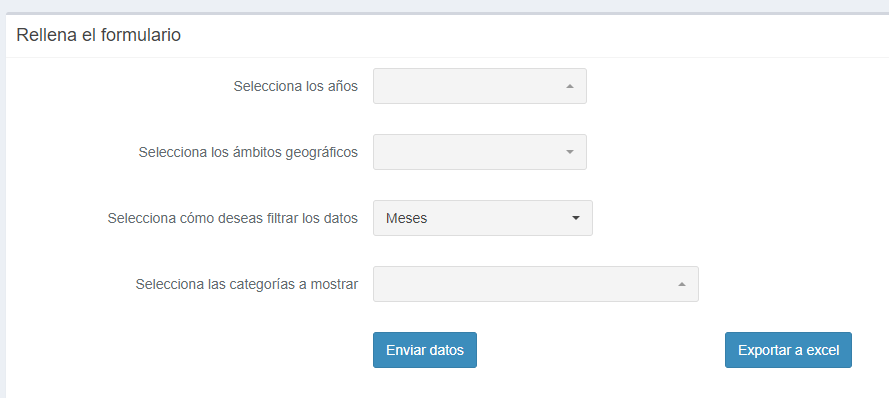 Rellena el formulario
Selecciona los años
Selecciona los ámbitos geográficos
Selecciona cómo deseas filtrar los datos Meses
Selecciona las categorías a mostrar
Enviar datos Exportar a excel